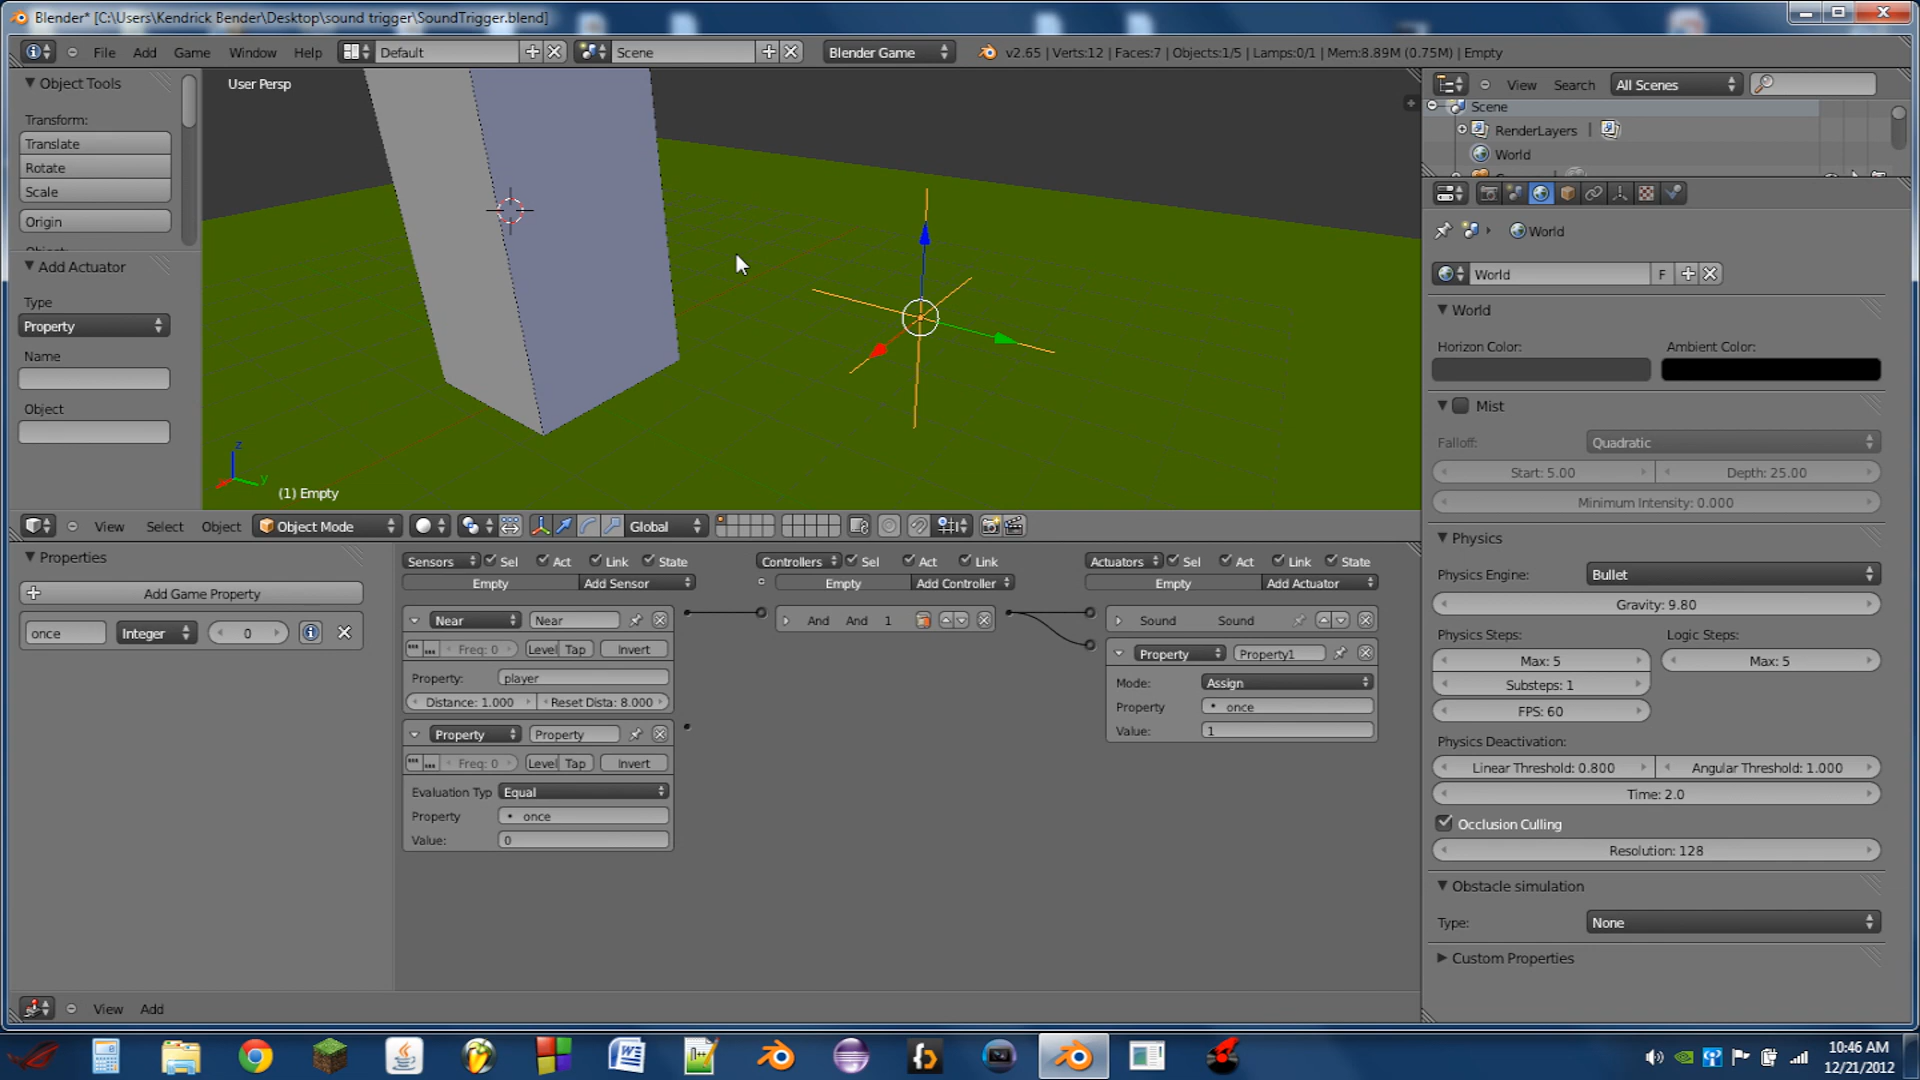 Blender* [C:\Users\Kendrick Bender\Desktop\sound trigger\SoundTrigger.blend]
File Add Game Window Help Default Scene Blender Game v2.65 | Verts:12 | Faces:7 | Objects:1/5 | Lamps:0/1 | Mem:8.89M (0.75M) | Empty
Object Tools
Transform:
Translate
Rotate
Scale
Origin
Add Actuator
Type
Property
Name
Object
User Persp
z
y
(1) Empty
View Search All Scenes
Scene
RenderLayers |
World
World
World F
World
Horizon Color: Ambient Color:
Mist
Falloff: Quadratic
Start: 5.00 Depth: 25.00
Minimum Intensity: 0.000
Physics
Physics Engine: Bullet
Gravity: 9.80
Physics Steps: Logic Steps:
Max: 5 Max: 5
Substeps: 1
FPS: 60
Physics Deactivation:
Linear Threshold: 0.800 Angular Threshold: 1.000
Time: 2.0
Occlusion Culling
Resolution: 128
Obstacle simulation
Type: None
Custom Properties
View Select Object Object Mode Global
Properties
Add Game Property
once Integer 0
Sensors Sel Act Link State Controllers Sel Act Link Actuators Sel Act Link State
Empty Add Sensor Empty Add Controller Empty Add Actuator
Near Near And And 1 Sound Sound
Freq: 0 Level Tap Invert
Property: player
Distance: 1.000 Reset Dista: 8.000
Property Property
Freq: 0 Level Tap Invert
Evaluation Typ Equal
Property once
Value: 0
Property Property1
Mode: Assign
Property once
Value: 1
View Add
10:46 AM
12/21/2012